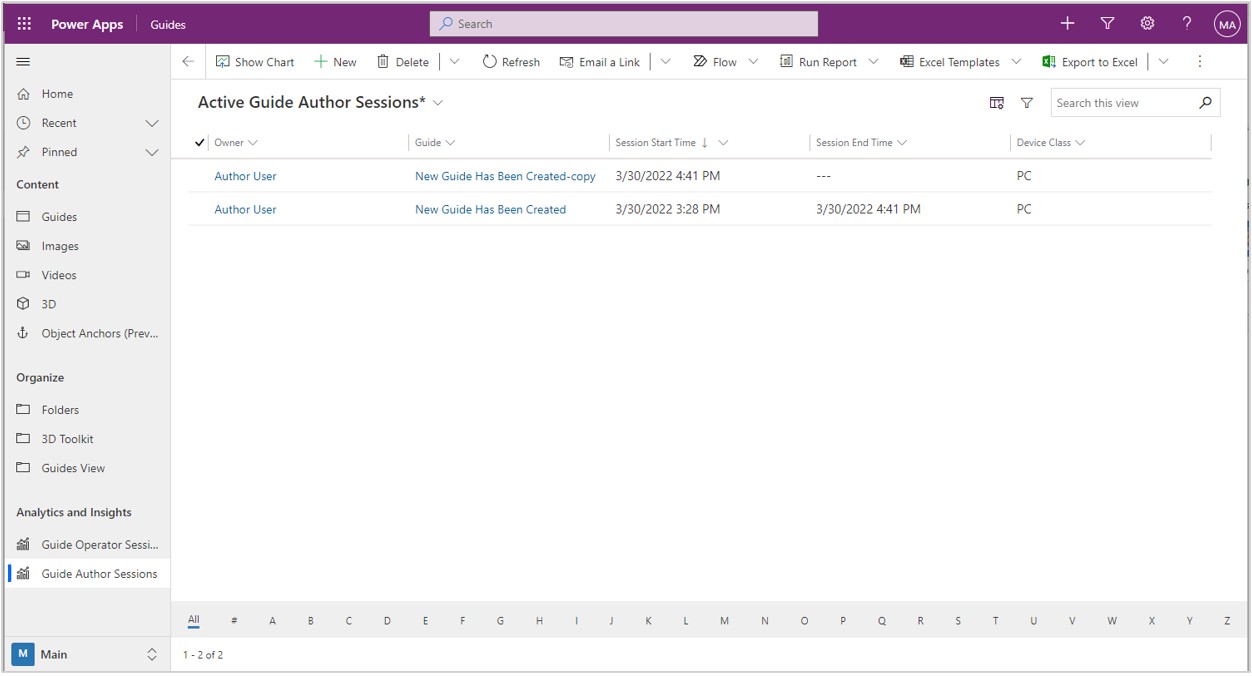 Power Apps Guides Search ? MA
Show Chart New Delete Refresh Email a Link Flow Run Report Excel Templates Export to Excel
Home
Recent
Pinned
Content
Guides
Images
Videos
3D
Object Anchors (Prev...
Organize
Folders
3D Toolkit
Guides View
Analytics and Insights
Guide Operator Sessi...
Guide Author Sessions
M Main
Active Guide Author Sessions* Search this view
Owner Guide Session Start Time ↓ Session End Time Device Class
Author User New Guide Has Been Created-copy 3/30/2022 4:41 PM --- PC
Author User New Guide Has Been Created 3/30/2022 3:28 PM 3/30/2022 4:41 PM PC
All # A B C D E F G H I J K L M N O P Q R S T U V W X Y Z
1 - 2 of 2